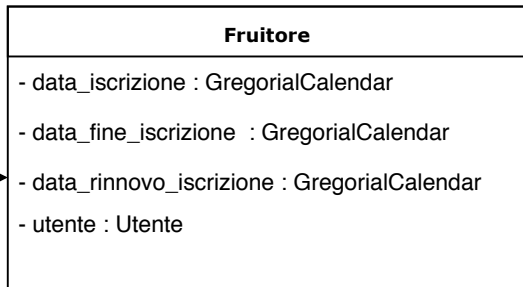 Fruitore
- data_iscrizione : GregorialCalendar
- data_fine_iscrizione : GregorialCalendar
- data_rinnovo_iscrizione : GregorialCalendar
- utente : Utente